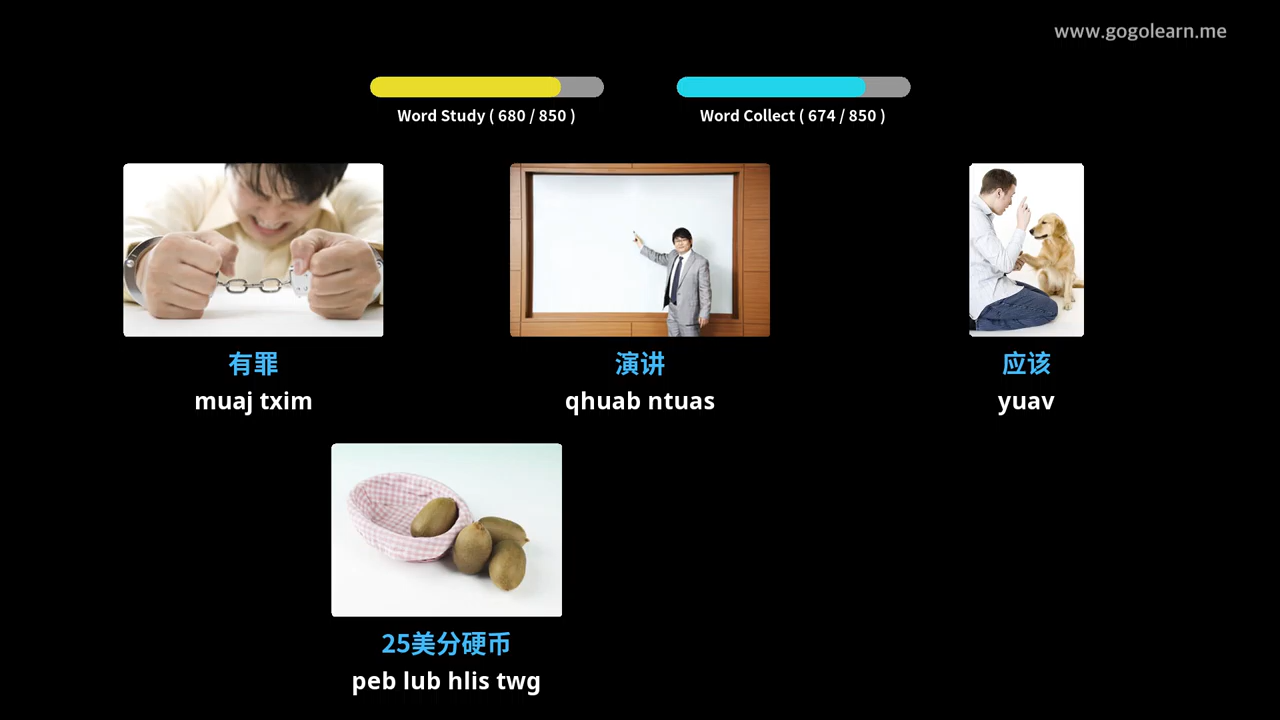 www.gogolearn.me
Word Study ( 680 / 850 )
Word Collect ( 674 / 850 )
有罪
muaj txim
演讲
qhuab ntuas
应该
yuav
25美分硬币
peb lub hlis twg